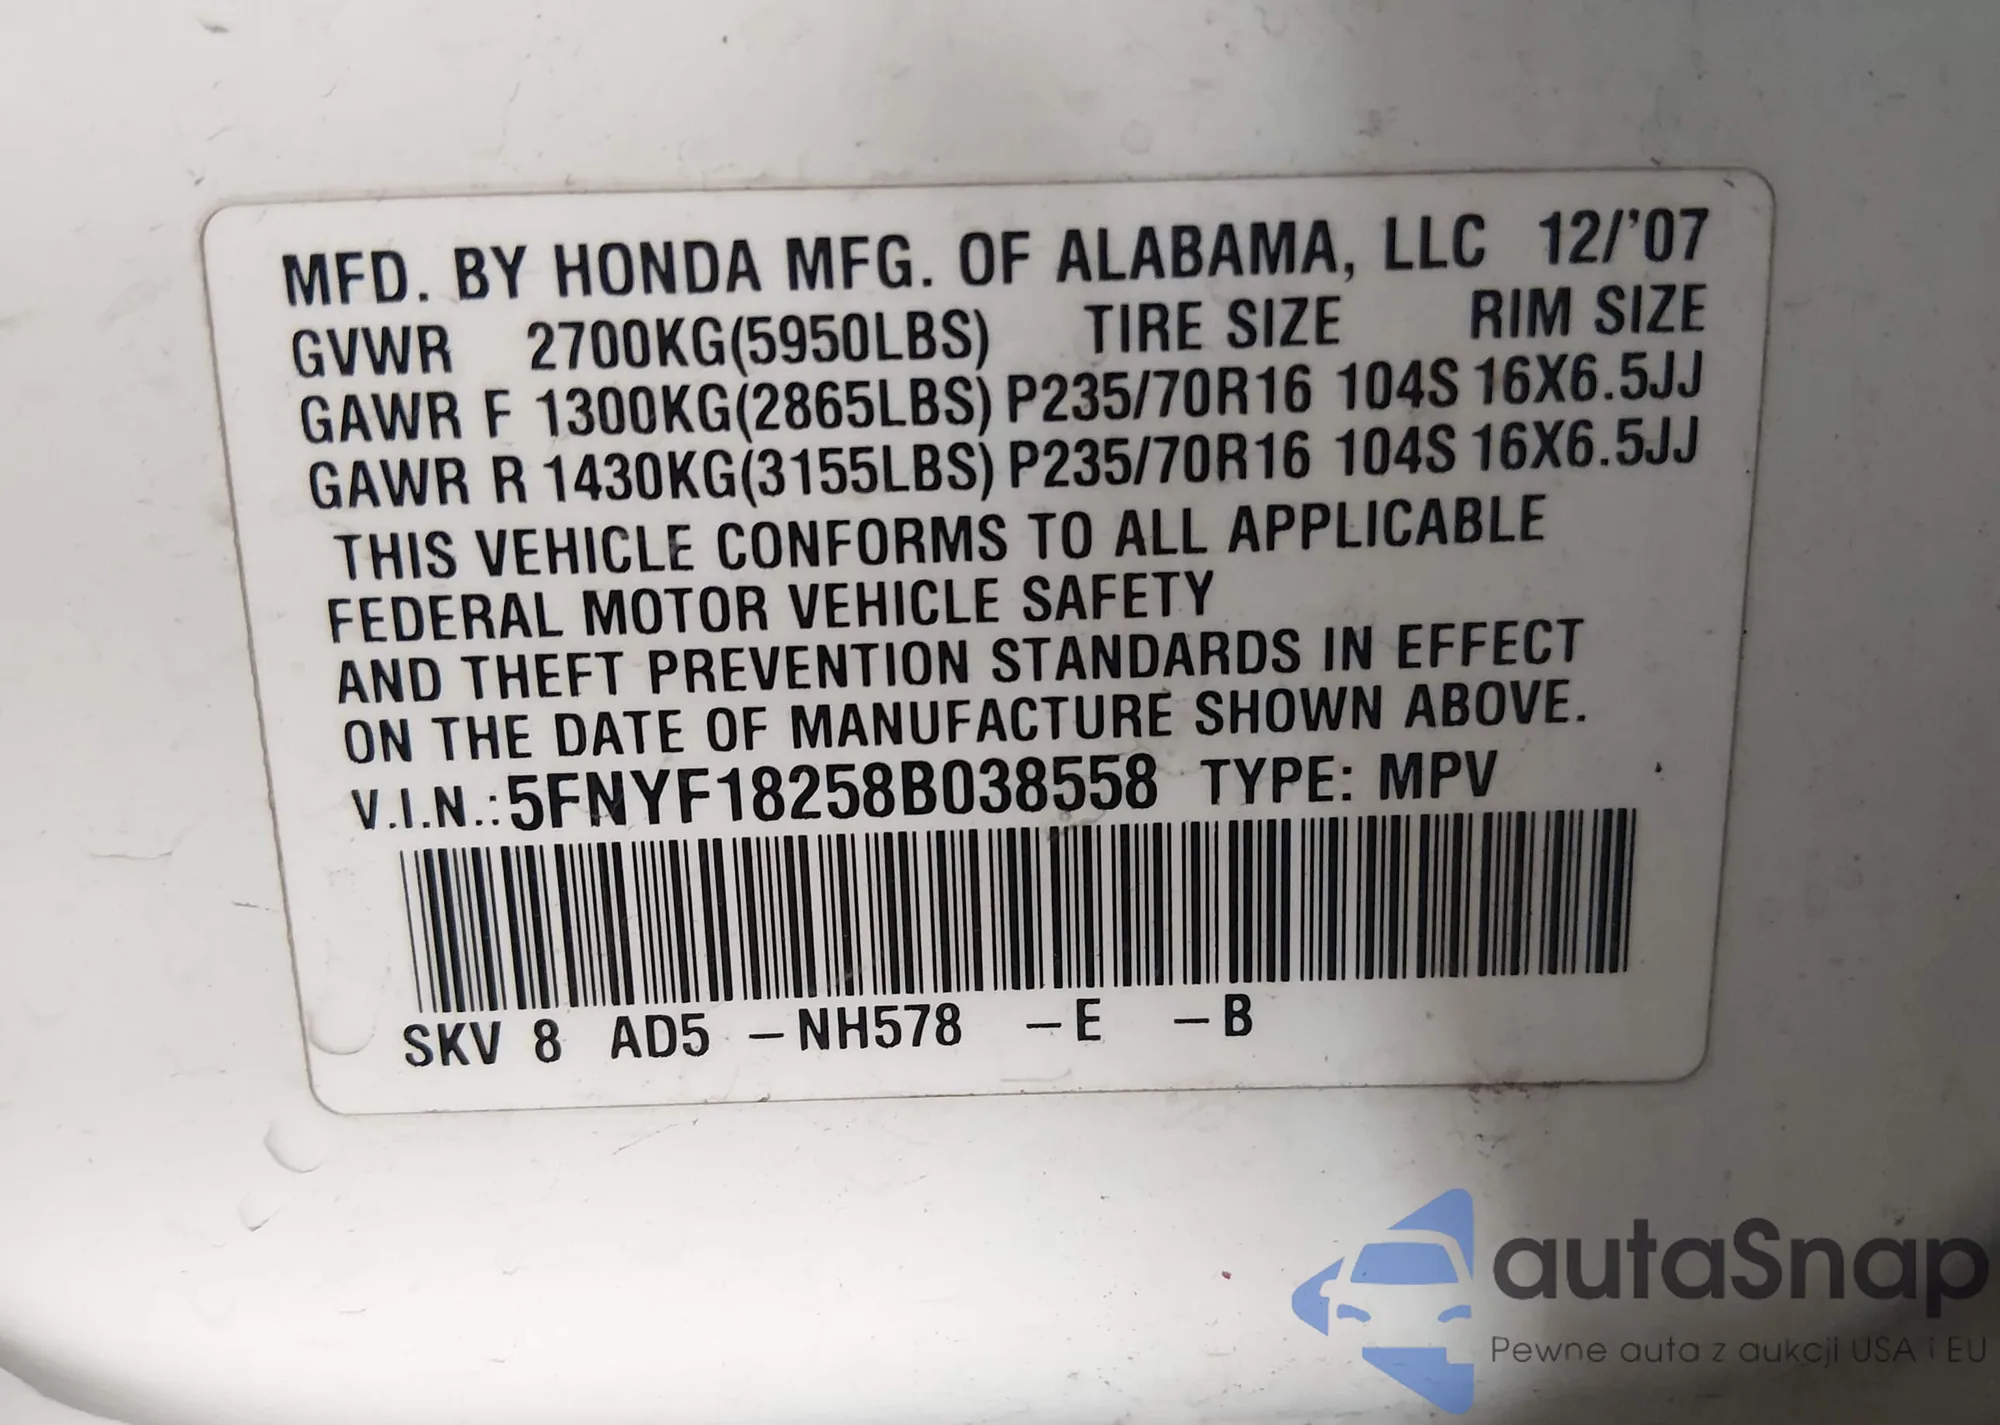 MFD. BY HONDA MFG. OF ALABAMA, LLC 12/'07
GVWR 2700KG(5950LBS) TIRE SIZE RIM SIZE
GAWR F 1300KG(2865LBS) P235/70R16 104S 16X6.5JJ
GAWR R 1430KG(3155LBS) P235/70R16 104S 16X6.5JJ
THIS VEHICLE CONFORMS TO ALL APPLICABLE
FEDERAL MOTOR VEHICLE SAFETY
AND THEFT PREVENTION STANDARDS IN EFFECT
ON THE DATE OF MANUFACTURE SHOWN ABOVE.
V.I.N.: 5FNYF18258B038558 TYPE: MPV
SKV 8 AD5 –NH578 –E –B
autaSnap
Pewne auta z aukcji USA i EU